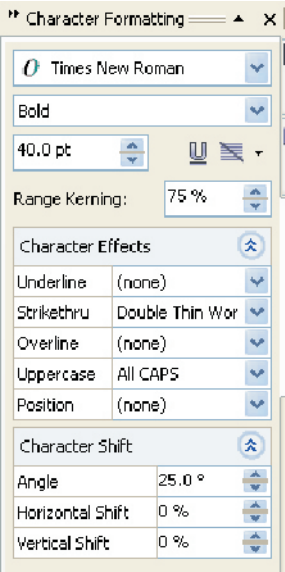 Character Formatting
Times New Roman
Bold
40.0 pt
Range Kerning: 75 %
Character Effects
Underline (none)
Strikethru Double Thin Wor
Overline (none)
Uppercase All CAPS
Position (none)
Character Shift
Angle 25.0 °
Horizontal Shift 0 %
Vertical Shift 0 %